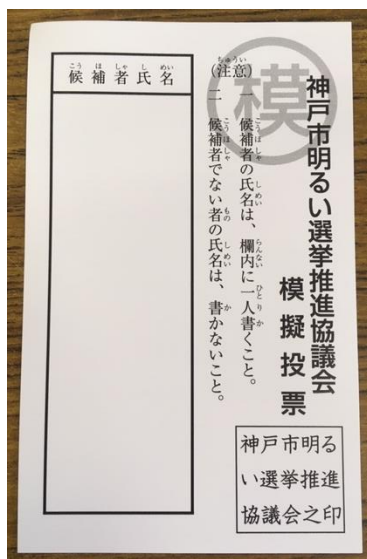 神戸市明るい選挙推進協議会
模擬投票
模
(注意)
一 候補者の氏名は、欄内に一人書くこと。
二 候補者でない者の氏名は、書かないこと。
候補者氏名
神戸市明る
い選挙推進
協議会之印